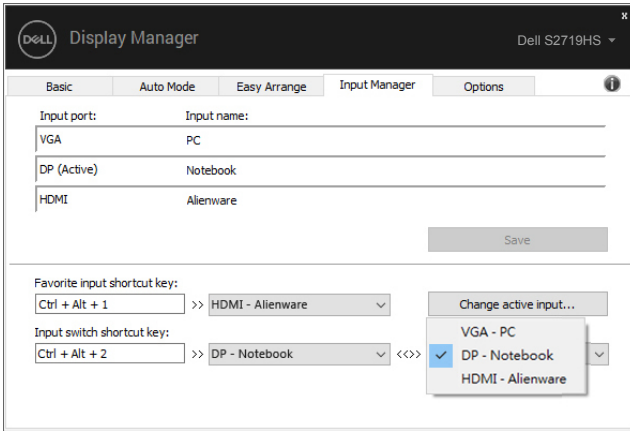 x
DELL Display Manager
Dell S2719HS
Basic Auto Mode Easy Arrange Input Manager Options i
Input port: Input name:
VGA PC
DP (Active) Notebook
HDMI Alienware
Save
Favorite input shortcut key:
Ctrl + Alt + 1 >> HDMI - Alienware Change active input...
Input switch shortcut key:
Ctrl + Alt + 2 >> DP - Notebook <<>>
VGA - PC
DP - Notebook
HDMI - Alienware